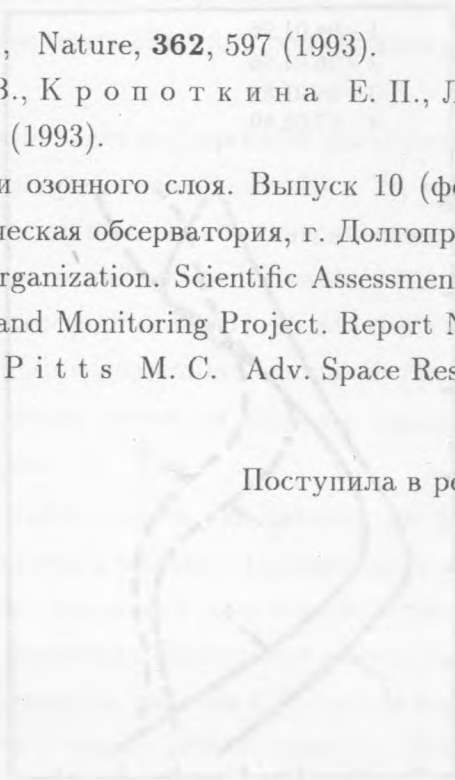 , Nature, 362, 597 (1993).
В., К р о п о т к и н а Е. П., Л
(1993).
и озонного слоя. Выпуск 10 (фе
ческая обсерватория, г. Долгопр
rganization. Scientific Assessmen
and Monitoring Project. Report N
P i t t s M. C. Adv. Space Res
Поступила в ре